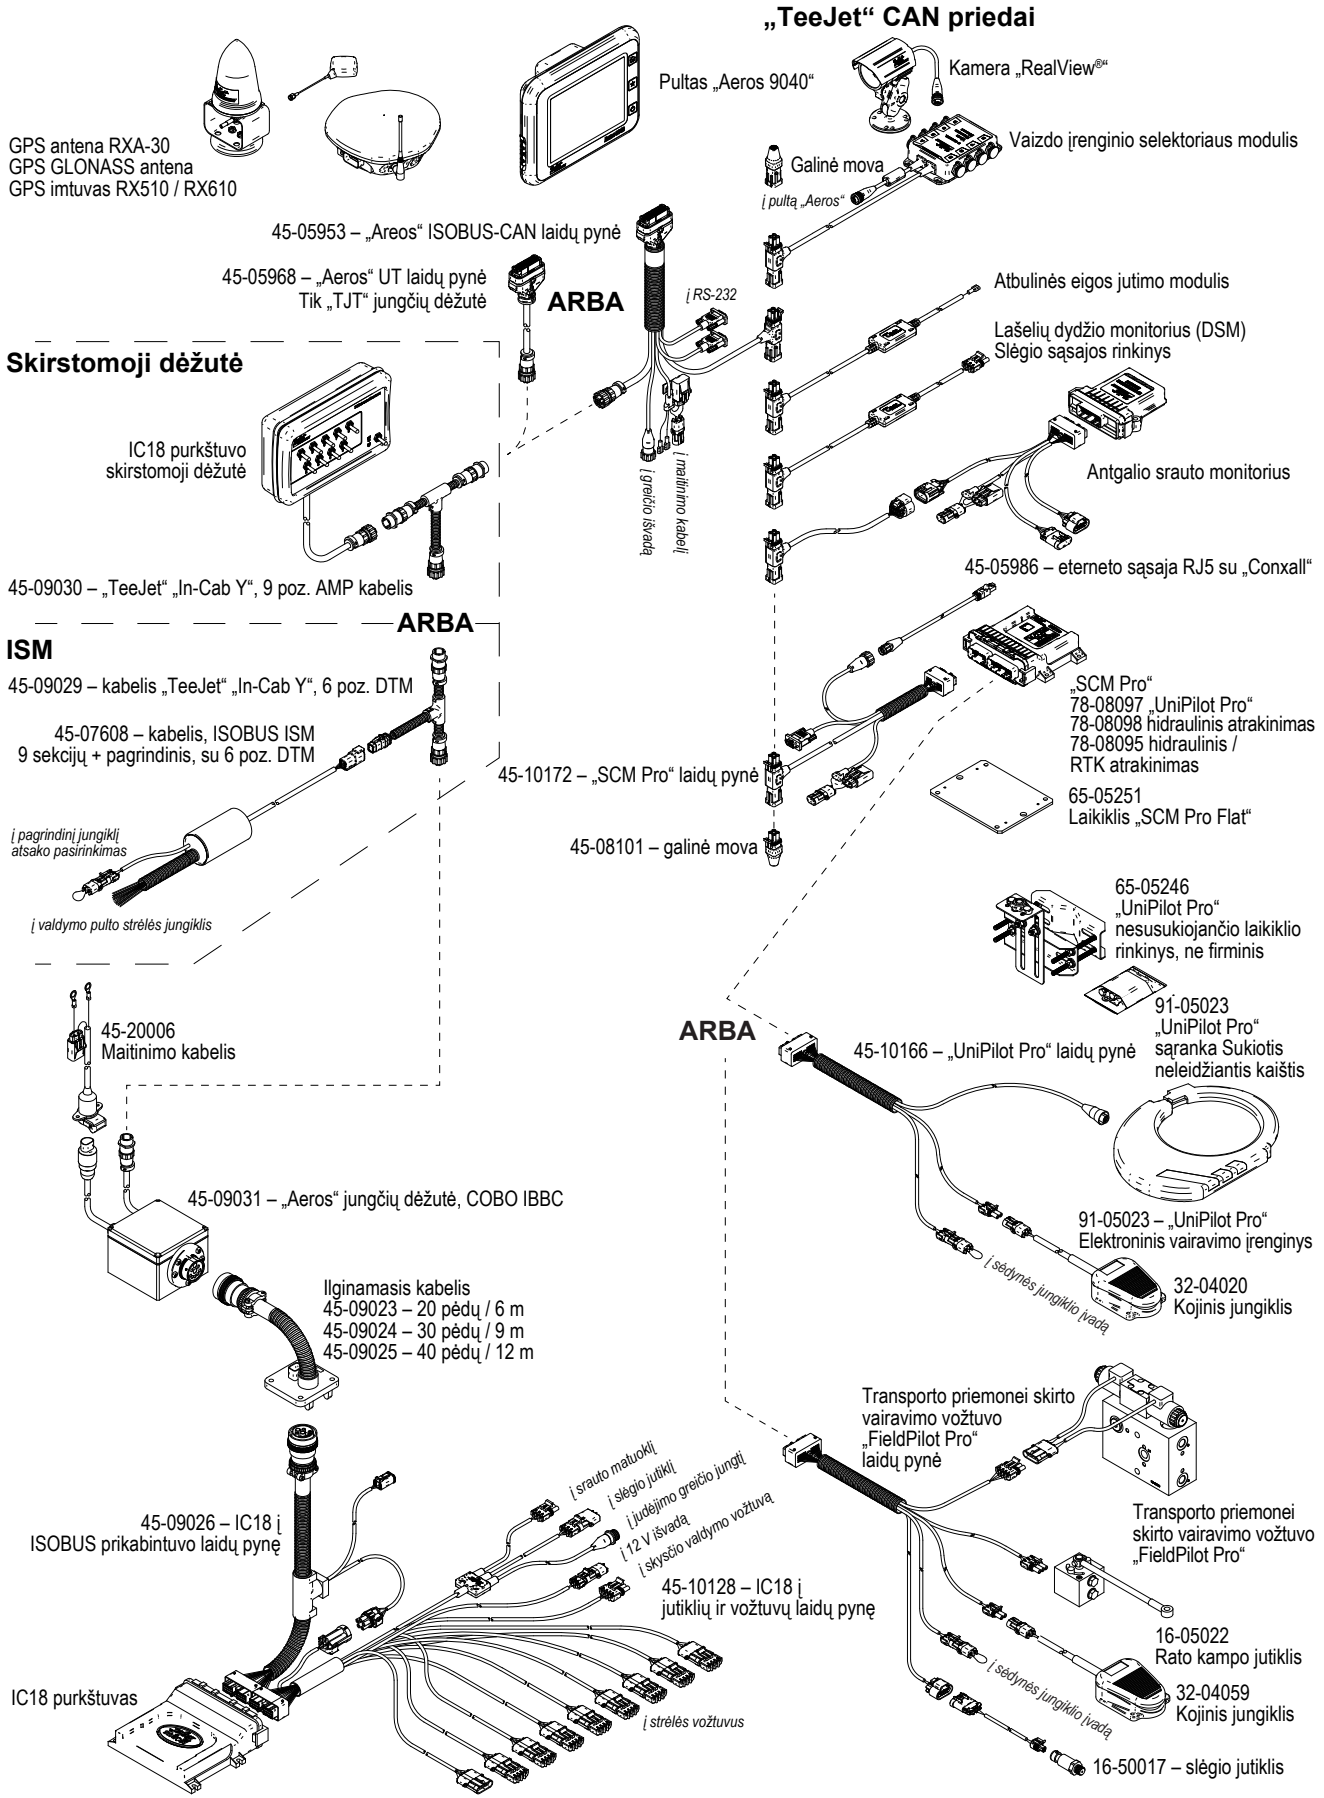 „TeeJet“ CAN priedai
GPS antena RXA-30
GPS GLONASS antena
GPS imtuvas RX510 / RX610
Pultas „Aeros 9040“
Kamera „RealView®“
Vaizdo įrenginio selektoriaus modulis
Galinė mova
į pultą „Aeros“
45-05953 – „Areos“ ISOBUS-CAN laidų pynė
45-05968 – „Aeros“ UT laidų pynė
Tik „TJT“ jungčių dėžutė
ARBA
į RS-232
Atbulinės eigos jutimo modulis
Lašelių dydžio monitorius (DSM)
Slėgio sąsajos rinkinys
Skirstomoji dėžutė
IC18 purkštuvo
skirstomoji dėžutė
į greičio išvadą
į maitinimo kabelį
Antgalio srauto monitorius
45-09030 – „TeeJet“ „In-Cab Y“, 9 poz. AMP kabelis
45-05986 – eterneto sąsaja RJ5 su „Conxall“
ARBA
ISM
45-09029 – kabelis „TeeJet“ „In-Cab Y“, 6 poz. DTM
45-07608 – kabelis, ISOBUS ISM
9 sekcijų + pagrindinis, su 6 poz. DTM
į pagrindinį jungiklį
atsako pasirinkimas
į valdymo pulto strėlės jungiklis
„SCM Pro“
78-08097 „UniPilot Pro“
78-08098 hidraulinis atrakinimas
78-08095 hidraulinis /
RTK atrakinimas
45-10172 – „SCM Pro“ laidų pynė
65-05251
Laikiklis „SCM Pro Flat“
45-08101 – galinė mova
65-05246
„UniPilot Pro“
nesusukiojančio laikiklio
rinkinys, ne firminis
45-20006
Maitinimo kabelis
ARBA
45-10166 – „UniPilot Pro“ laidų pynė
91-05023
„UniPilot Pro“
sąranka Sukiotis
neleidžiantis kaištis
45-09031 – „Aeros“ jungčių dėžutė, COBO IBBC
91-05023 – „UniPilot Pro“
Elektroninis vairavimo įrenginys
į sėdynės jungiklio įvadą
32-04020
Kojinis jungiklis
Ilginamasis kabelis
45-09023 – 20 pėdų / 6 m
45-09024 – 30 pėdų / 9 m
45-09025 – 40 pėdų / 12 m
Transporto priemonei skirto
vairavimo vožtuvo
„FieldPilot Pro“
laidų pynė
Transporto priemonei
skirto vairavimo vožtuvo
„FieldPilot Pro“
į srauto matuoklį
į slėgio jutiklį
į judėjimo greičio jungtį
į 12 V išvadą
į skysčio valdymo vožtuvą
45-09026 – IC18 į
ISOBUS prikabintuvo laidų pynę
45-10128 – IC18 į
jutiklių ir vožtuvų laidų pynę
16-05022
Rato kampo jutiklis
į sėdynės jungiklio įvadą
32-04059
Kojinis jungiklis
IC18 purkštuvas
į strėlės vožtuvus
16-50017 – slėgio jutiklis